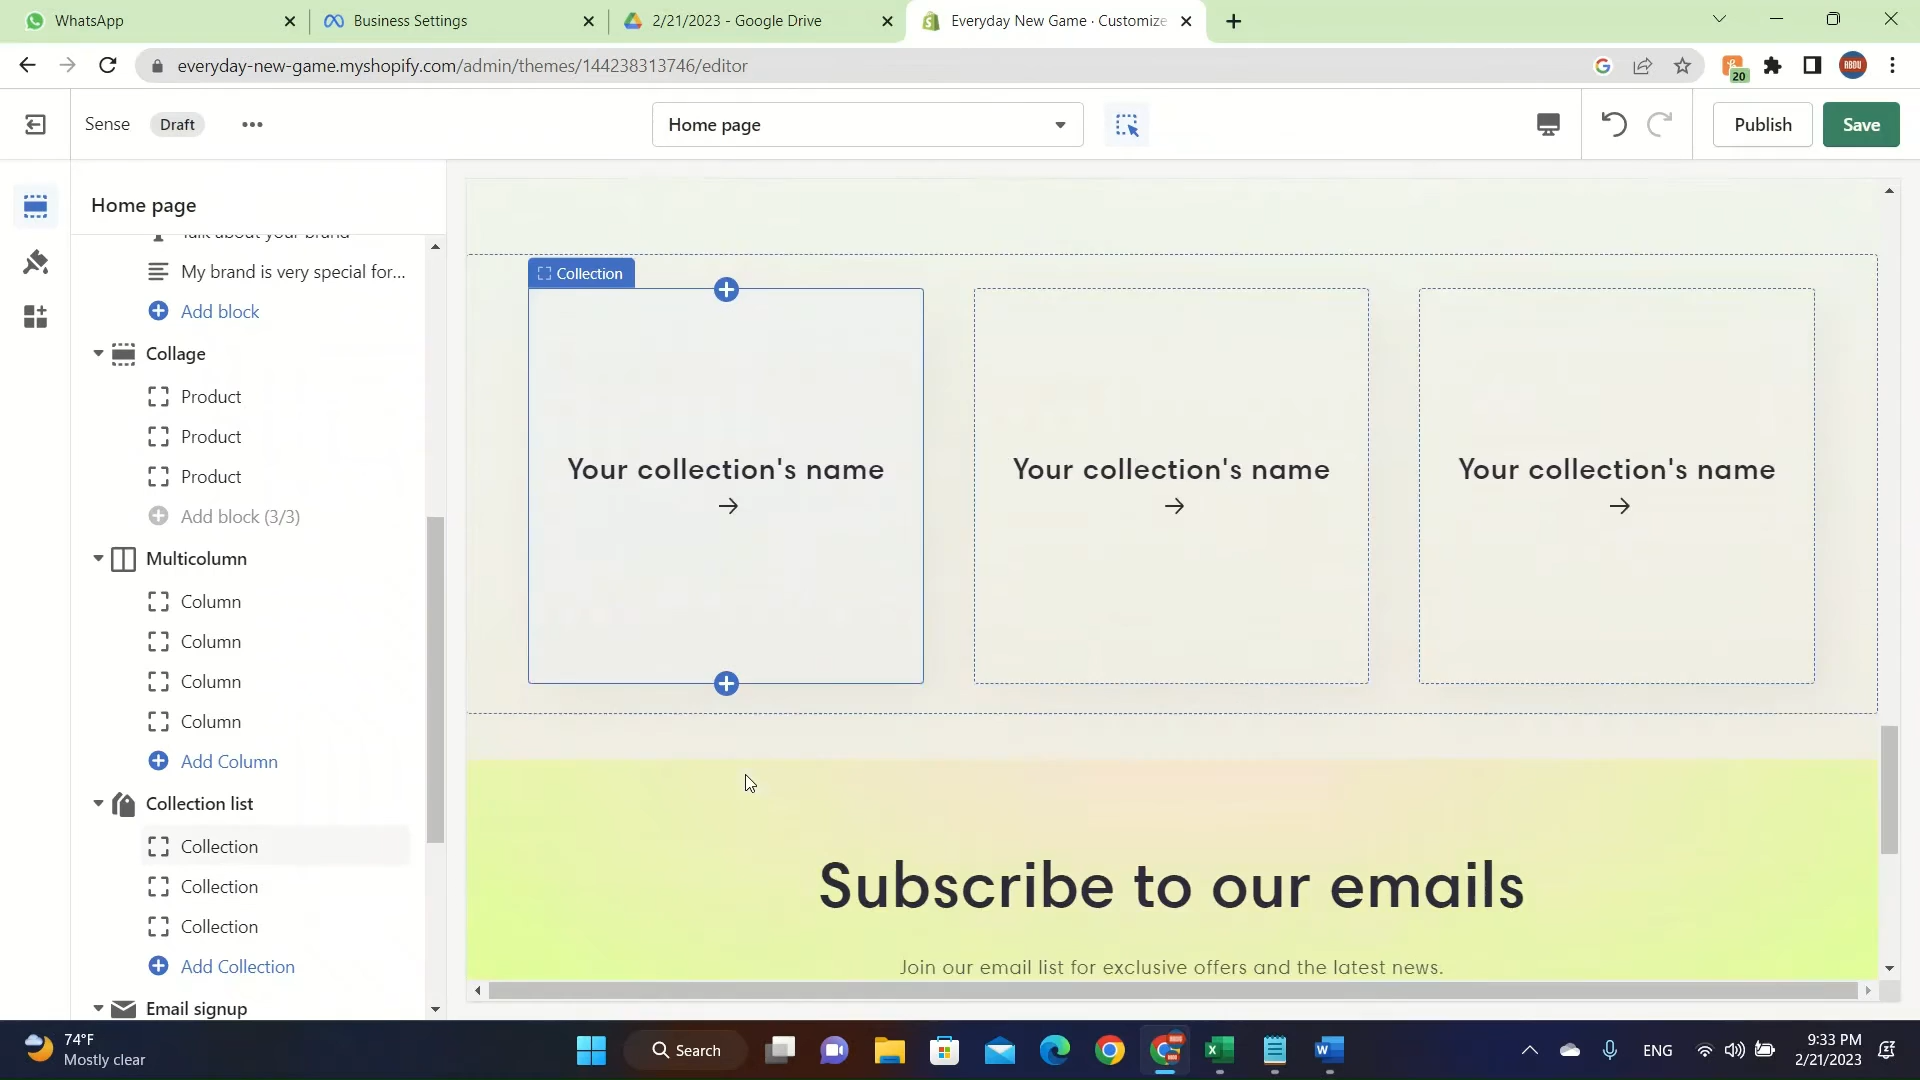 WhatsApp
Business Settings
2/21/2023 - Google Drive
Everyday New Game · Customize
everyday-new-game.myshopify.com/admin/themes/144238313746/editor
20
ABDU
Sense
Draft
Home page
Publish
Save
Home page
Talk about your brand
My brand is very special for...
Add block
Collage
Product
Product
Product
Add block (3/3)
Multicolumn
Column
Column
Column
Column
Add Column
Collection list
Collection
Collection
Collection
Add Collection
Email signup
Collection
Your collection's name
Your collection's name
Your collection's name
Subscribe to our emails
Join our email list for exclusive offers and the latest news.
74°F
Mostly clear
Search
ENG
9:33 PM
2/21/2023